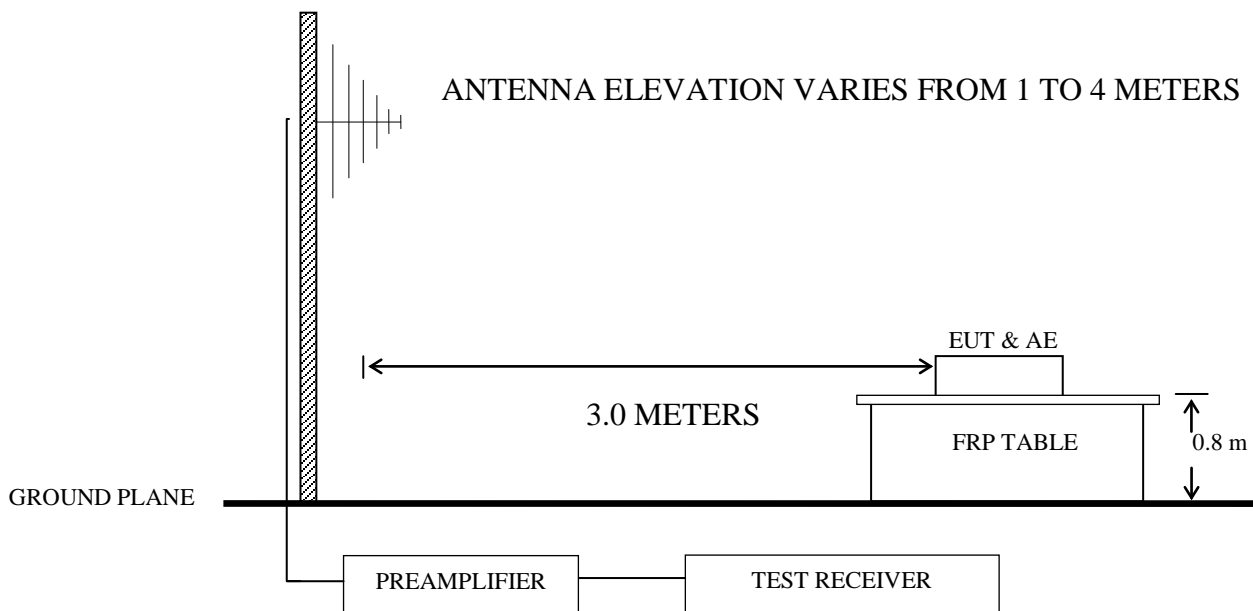 ANTENNA ELEVATION VARIES FROM 1 TO 4 METERS
EUT & AE
3.0 METERS
FRP TABLE
0.8 m
GROUND PLANE
PREAMPLIFIER
TEST RECEIVER